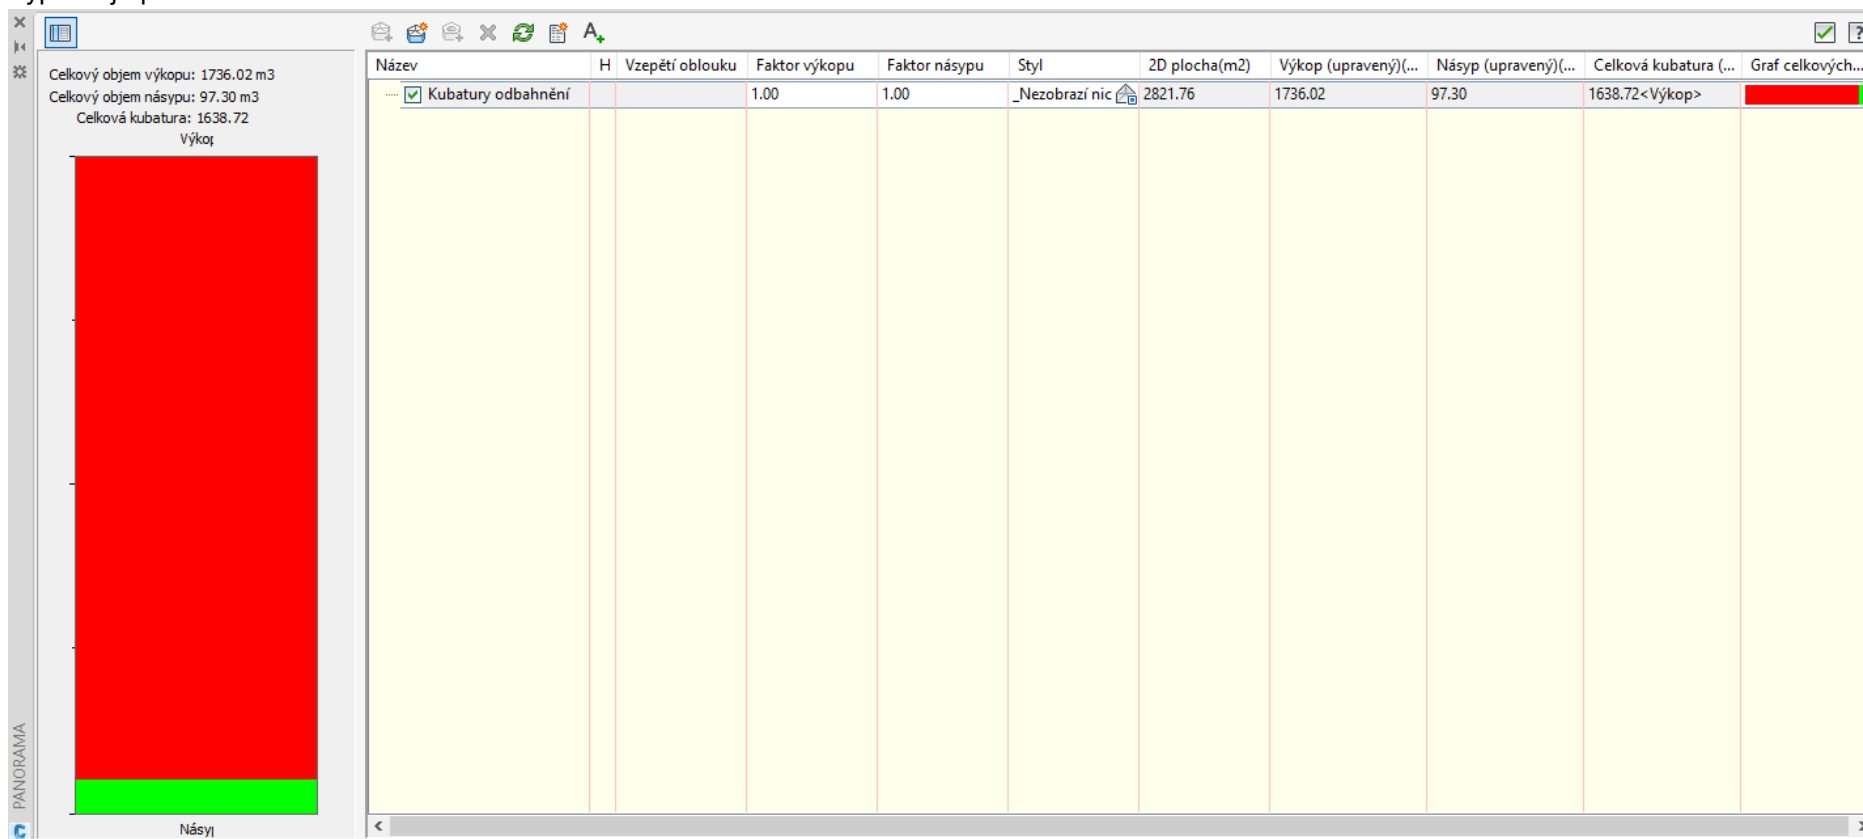 Celkový objem výkopu: 1736.02 m3
Celkový objem násypu: 97.30 m3
Celková kubatura: 1638.72
Výkop
Násy
PANORAMA
Název H Vzepětí oblouku Faktor výkopu Faktor násypu Styl 2D plocha(m2) Výkop (upravený)(... Násyp (upravený)(... Celková kubatura (... Graf celkových...
Kubatury odbahnění 1.00 1.00 _Nezobrazí nic 2821.76 1736.02 97.30 1638.72<Výkop>